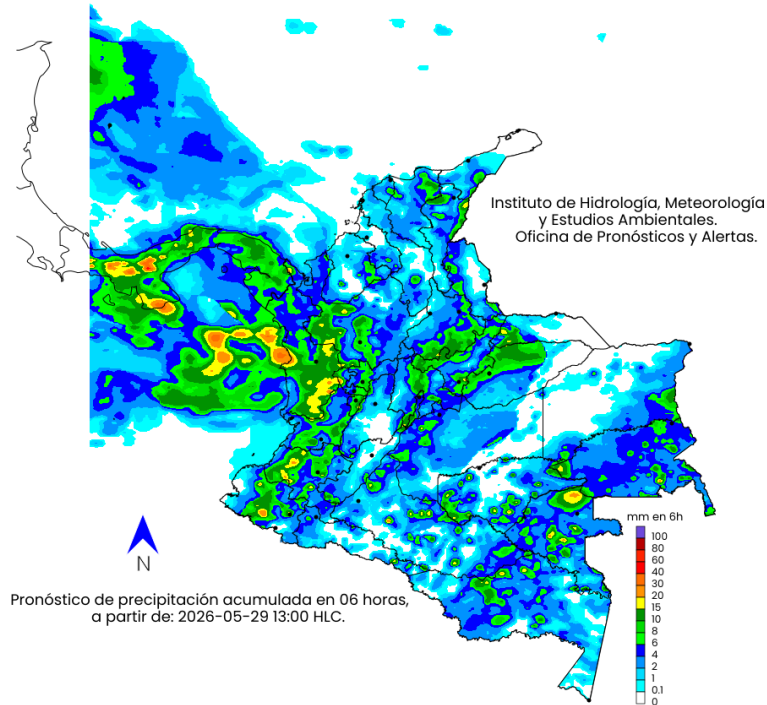 Instituto de Hidrología, Meteorología
y Estudios Ambientales.
Oficina de Pronósticos y Alertas.
N
Pronóstico de precipitación acumulada en 06 horas,
a partir de: 2026-05-29 13:00 HLC.
mm en 6h
100
80
60
40
30
20
15
10
8
6
4
2
1
0.1
0